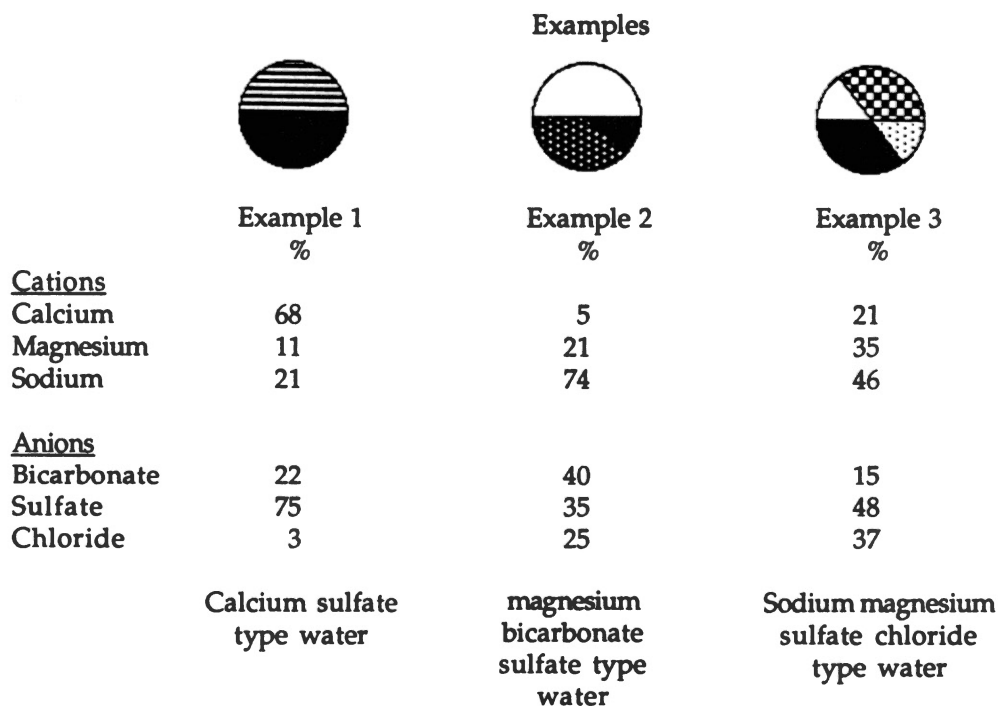 Examples
Example 1 Example 2 Example 3
% % %
Cations
Calcium 68 5 21
Magnesium 11 21 35
Sodium 21 74 46
Anions
Bicarbonate 22 40 15
Sulfate 75 35 48
Chloride 3 25 37
Calcium sulfate
type water
magnesium
bicarbonate
sulfate type
water
Sodium magnesium
sulfate chloride
type water